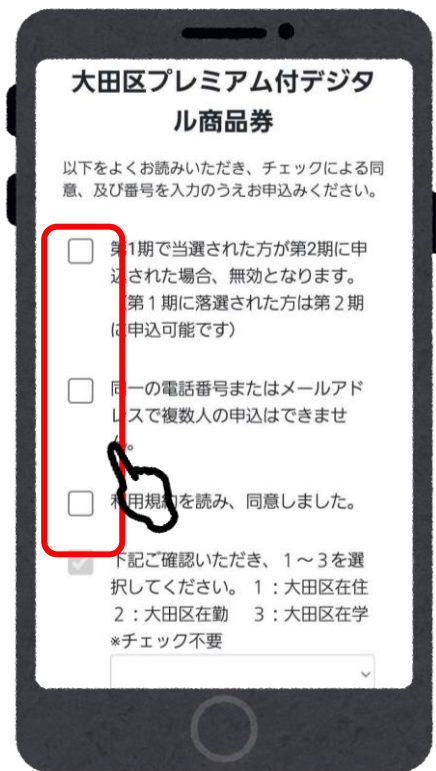 大田区プレミアム付デジタ
ル商品券
以下をよくお読みいただき、チェックによる同
意、及び番号を入力のうえお申込みください。
第1期で当選された方が第2期に申
込された場合、無効となります。
（第１期に落選された方は第２期
に申込可能です）
同一の電話番号またはメールアド
レスで複数人の申込はできませ
ん。
利用規約を読み、同意しました。
下記ご確認いただき、１～３を選
択してください。 １：大田区在住
２：大田区在勤　３：大田区在学
*チェック不要